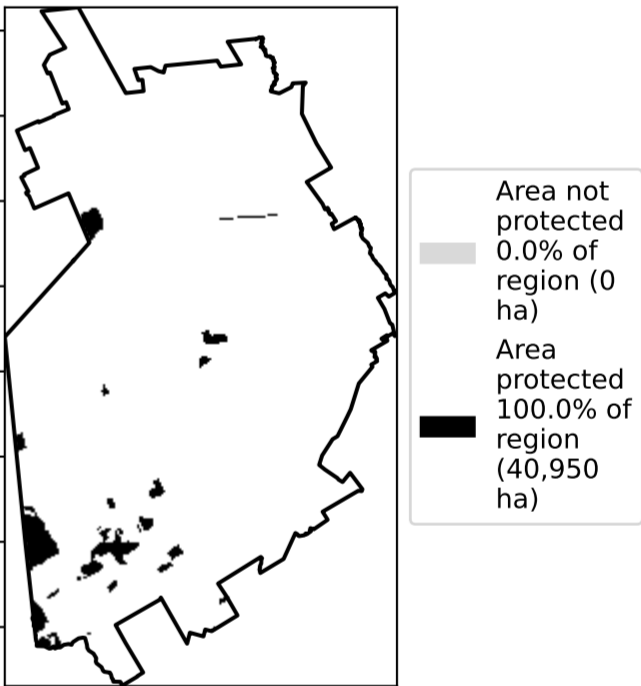 Area not
protected
0.0% of
region (0
ha)
Area
protected
100.0% of
region
(40,950
ha)